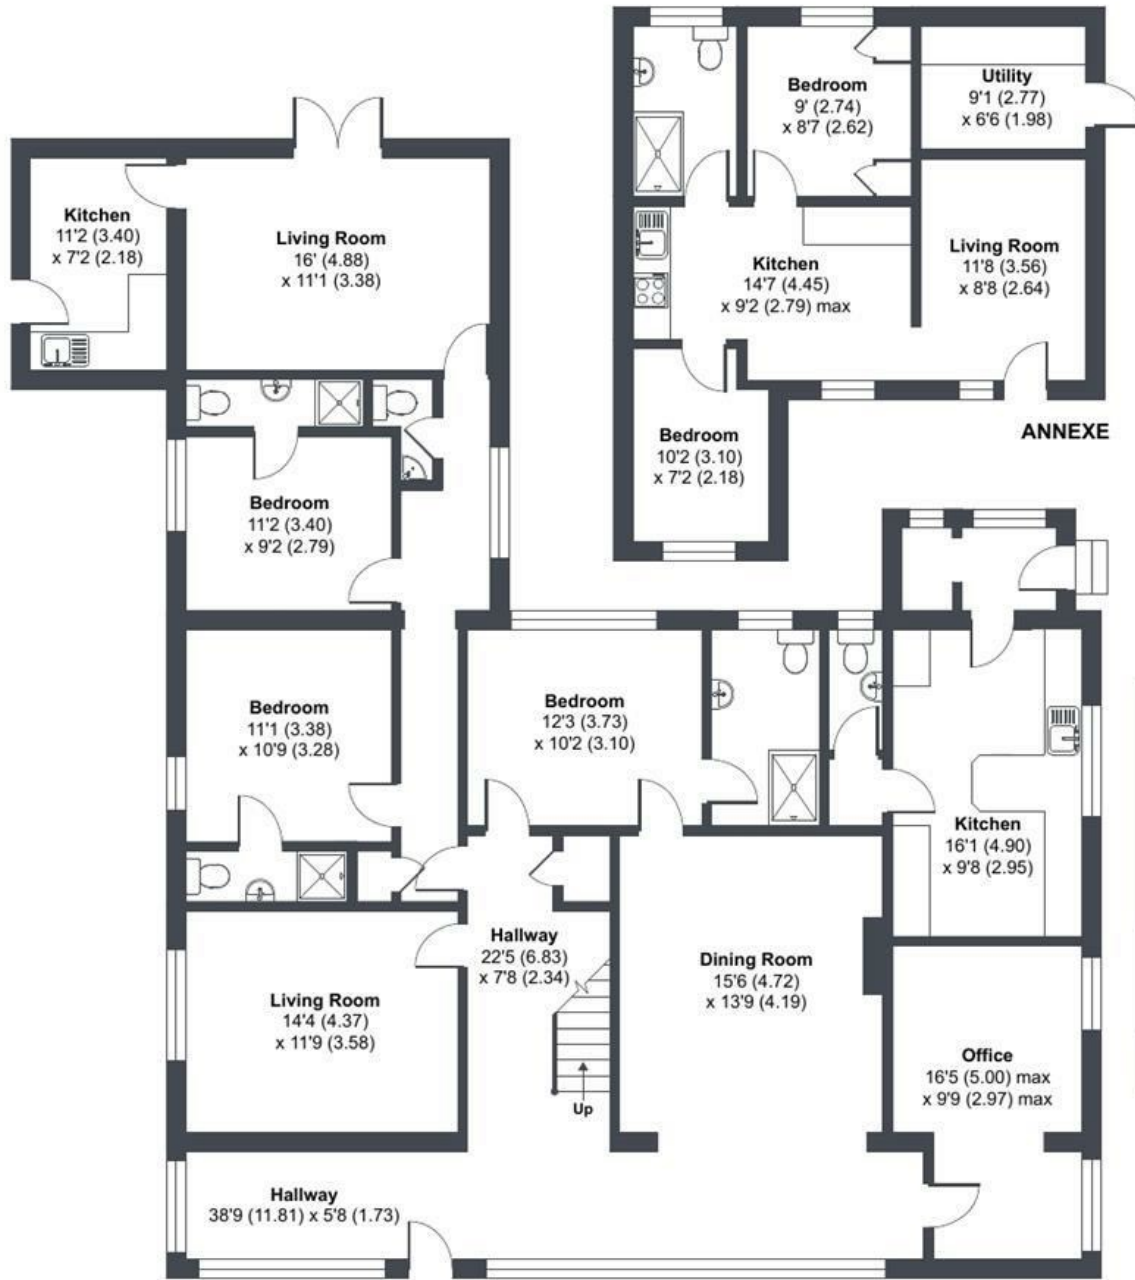 Bedroom
9' (2.74)
x 8'7 (2.62)
Utility
9'1 (2.77)
x 6'6 (1.98)
Kitchen
11'2 (3.40)
x 7'2 (2.18)
Living Room
16' (4.88)
x 11'1 (3.38)
Kitchen
14'7 (4.45)
x 9'2 (2.79) max
Living Room
11'8 (3.56)
x 8'8 (2.64)
Bedroom
10'2 (3.10)
x 7'2 (2.18)
ANNEXE
Bedroom
11'2 (3.40)
x 9'2 (2.79)
Bedroom
11'1 (3.38)
x 10'9 (3.28)
Bedroom
12'3 (3.73)
x 10'2 (3.10)
Kitchen
16'1 (4.90)
x 9'8 (2.95)
Hallway
22'5 (6.83)
x 7'8 (2.34)
Dining Room
15'6 (4.72)
x 13'9 (4.19)
Living Room
14'4 (4.37)
x 11'9 (3.58)
Office
16'5 (5.00) max
x 9'9 (2.97) max
Up
Hallway
38'9 (11.81) x 5'8 (1.73)